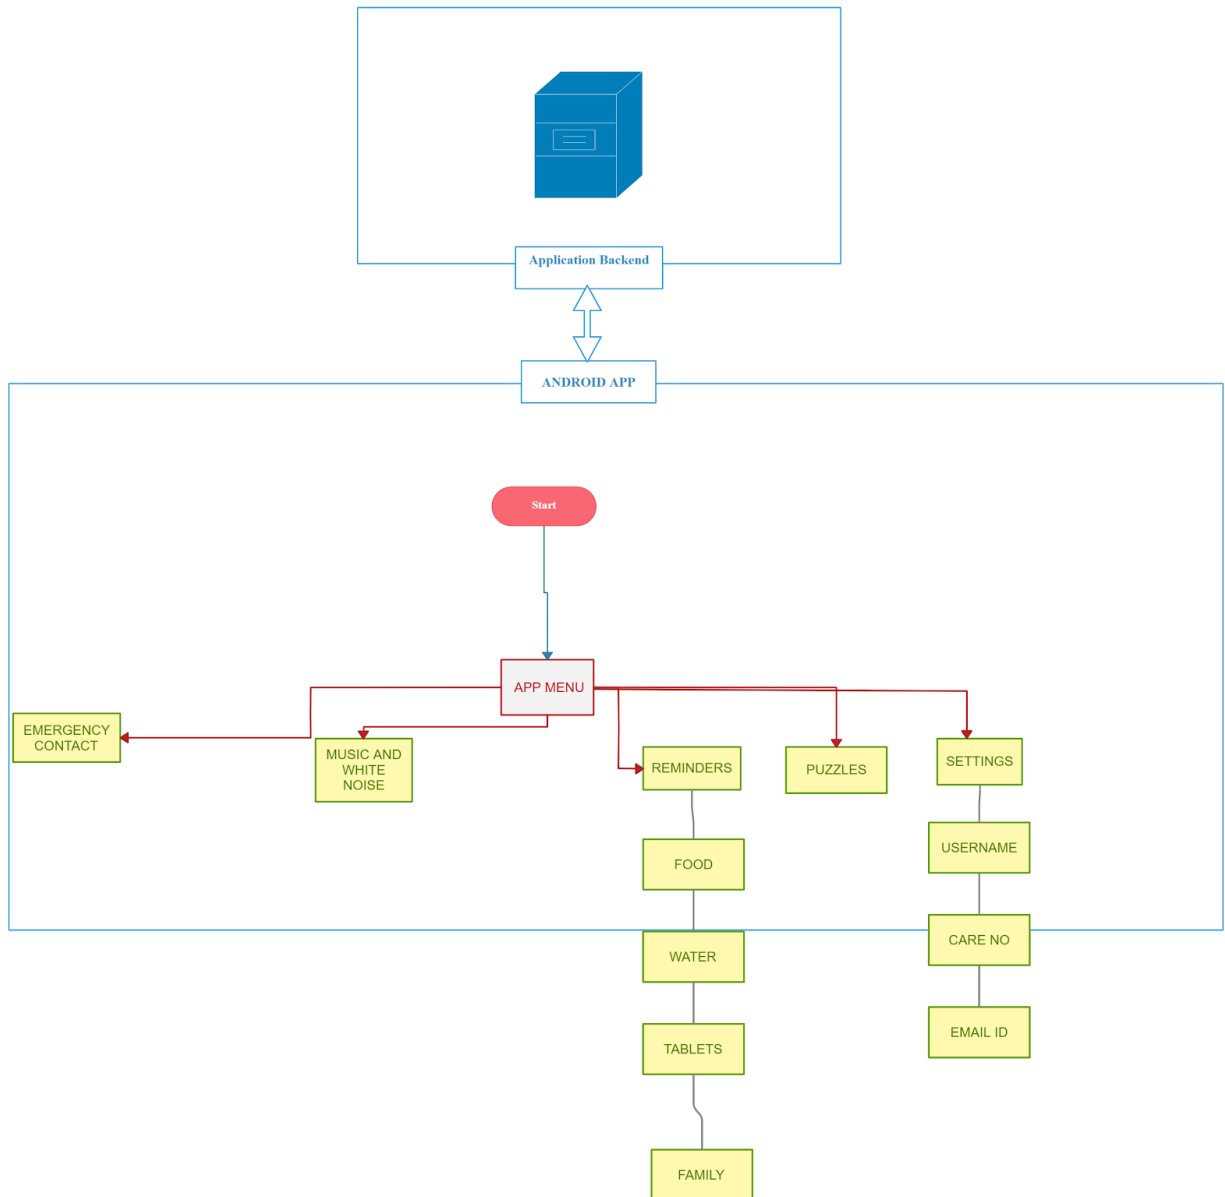 Application Backend
ANDROID APP
Start
APP MENU
EMERGENCY
CONTACT
MUSIC AND
WHITE
NOISE
REMINDERS
PUZZLES
SETTINGS
USERNAME
FOOD
CARE NO
WATER
EMAIL ID
TABLETS
FAMILY